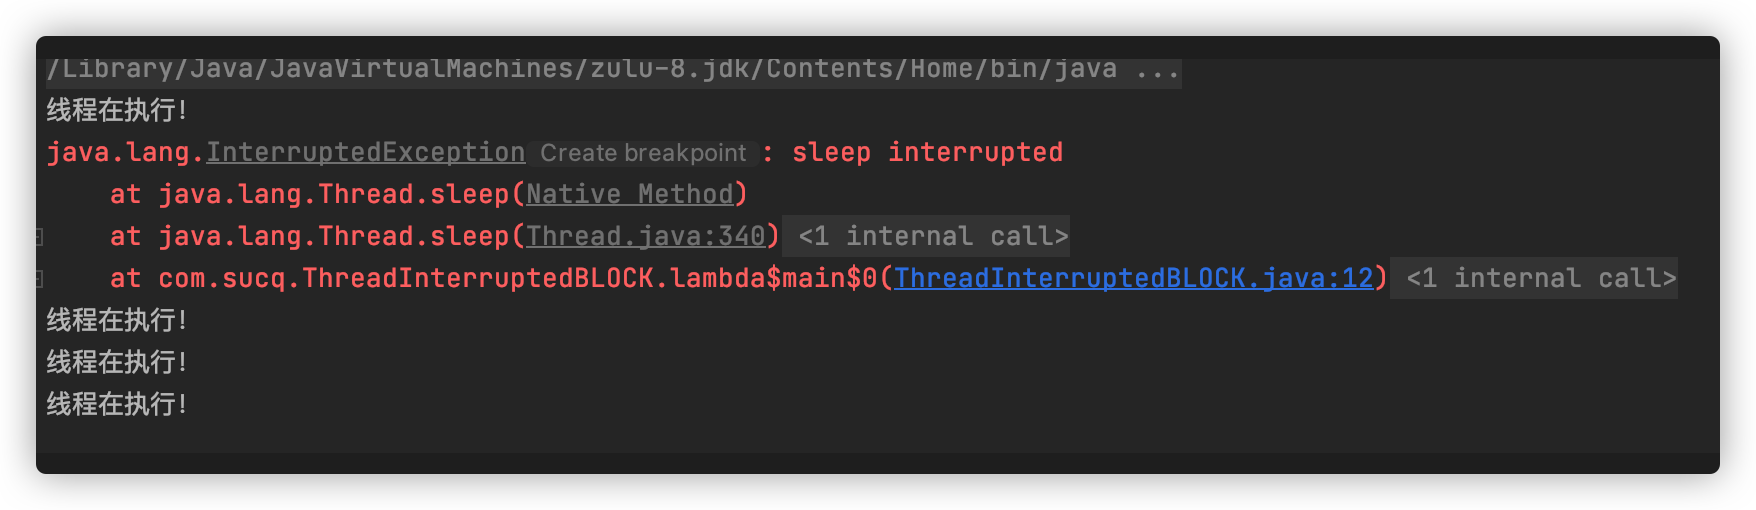 /Library/Java/JavaVirtualMachines/zulu-8.jdk/Contents/Home/bin/java ...
线程在执行!
java.lang.InterruptedException Create breakpoint : sleep interrupted
    at java.lang.Thread.sleep(Native Method)
    at java.lang.Thread.sleep(Thread.java:340) <1 internal call>
    at com.sucq.ThreadInterruptedBLOCK.lambda$main$0(ThreadInterruptedBLOCK.java:12) <1 internal call>
线程在执行!
线程在执行!
线程在执行!